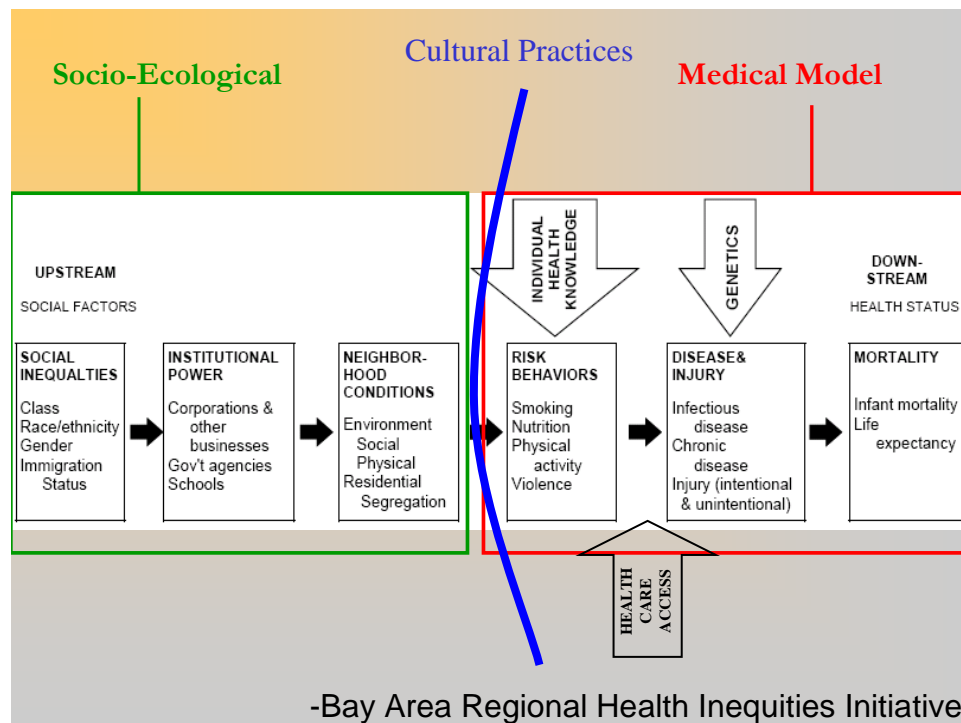 Cultural Practices
Socio-Ecological
Medical Model
UPSTREAM
SOCIAL FACTORS
INDIVIDUAL
HEALTH
KNOWLEDGE
GENETICS
DOWN-
STREAM
HEALTH STATUS
SOCIAL
INEQUALTIES
Class
Race/ethnicity
Gender
Immigration
Status
INSTITUTIONAL
POWER
Corporations &
other
businesses
Gov't agencies
Schools
NEIGHBOR-
HOOD
CONDITIONS
Environment
Social
Physical
Residential
Segregation
RISK
BEHAVIORS
Smoking
Nutrition
Physical
activity
Violence
DISEASE&
INJURY
Infectious
disease
Chronic
disease
Injury (intentional
& unintentional)
MORTALITY
Infant mortality
Life
expectancy
HEALTH
CARE
ACCESS
-Bay Area Regional Health Inequities Initiative